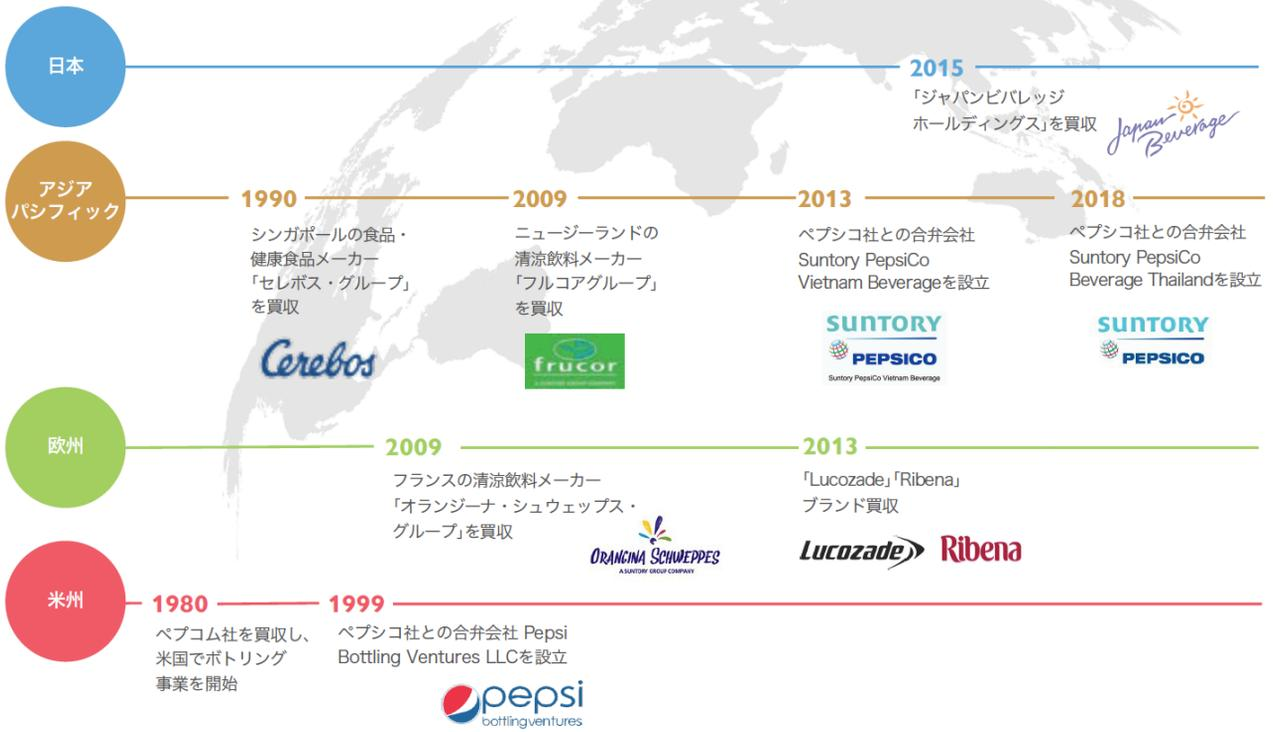 日本
2015
「ジャパンビバレッジ
ホールディングス」を買収
Japan
Beverage
アジア
パシフィック
1990
シンガポールの食品・
健康食品メーカー
「セレボス・グループ」
を買収
Cerebos
2009
ニュージーランドの
清涼飲料メーカー
「フルコアグループ」
を買収
frucor
A SUNTORY GROUP COMPANY
2013
ペプシコ社との合弁会社
Suntory PepsiCo
Vietnam Beverageを設立
SUNTORY
PEPSICO
Suntory PepsiCo Vietnam Beverage
2018
ペプシコ社との合弁会社
Suntory PepsiCo
Beverage Thailandを設立
SUNTORY
PEPSICO
欧州
2009
フランスの清涼飲料メーカー
「オランジーナ・シュウェップス・
グループ」を買収
ORANGINA SCHWEPPES
A SUNTORY GROUP COMPANY
2013
「Lucozade」「Ribena」
ブランド買収
Lucozade
Ribena
米州
1980
ペプコム社を買収し、
米国でボトリング
事業を開始
1999
ペプシコ社との合弁会社 Pepsi
Bottling Ventures LLCを設立
pepsi
bottlingventures